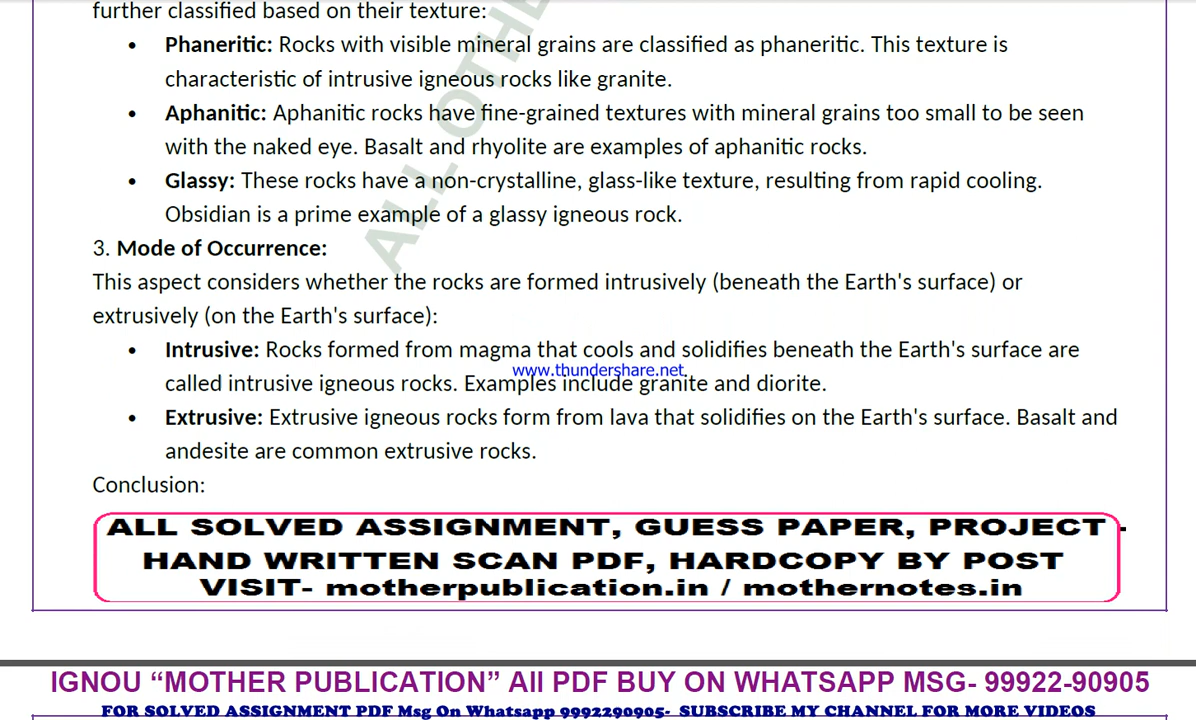 further classified based on their texture:
• Phaneritic: Rocks with visible mineral grains are classified as phaneritic. This texture is
characteristic of intrusive igneous rocks like granite.
• Aphanitic: Aphanitic rocks have fine-grained textures with mineral grains too small to be seen
with the naked eye. Basalt and rhyolite are examples of aphanitic rocks.
• Glassy: These rocks have a non-crystalline, glass-like texture, resulting from rapid cooling.
Obsidian is a prime example of a glassy igneous rock.
3. Mode of Occurrence:
This aspect considers whether the rocks are formed intrusively (beneath the Earth's surface) or
extrusively (on the Earth's surface):
• Intrusive: Rocks formed from magma that cools and solidifies beneath the Earth's surface are
www.thundershare.net
called intrusive igneous rocks. Examples include granite and diorite.
• Extrusive: Extrusive igneous rocks form from lava that solidifies on the Earth's surface. Basalt and
andesite are common extrusive rocks.
Conclusion:
ALL SOLVED ASSIGNMENT, GUESS PAPER, PROJECT -
HAND WRITTEN SCAN PDF, HARDCOPY BY POST
VISIT- motherpublication.in / mothernotes.in
IGNOU “MOTHER PUBLICATION” All PDF BUY ON WHATSAPP MSG- 99922-90905
FOR SOLVED ASSIGNMENT PDF Msg On Whatsapp 9992290905- SUBSCRIBE MY CHANNEL FOR MORE VIDEOS
ALL OTHE